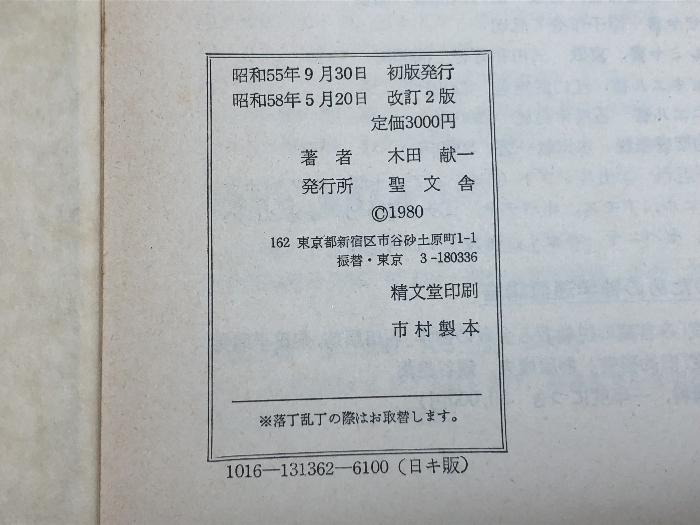 昭和55年9月30日　初版発行
昭和58年5月20日　改訂2版
定価3000円
著者　木田献一
発行所　聖文舎
©1980
162 東京都新宿区市谷砂土原町1-1
振替・東京　3-180336
精文堂印刷
市村製本
※落丁乱丁の際はお取替します。
1016―131362―6100（日キ販）